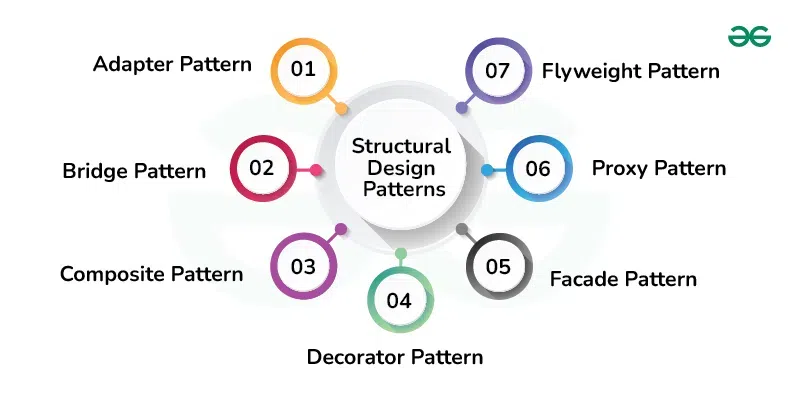 Structural
Design
Patterns
01
Adapter Pattern
02
Bridge Pattern
03
Composite Pattern
04
Decorator Pattern
05
Facade Pattern
06
Proxy Pattern
07
Flyweight Pattern